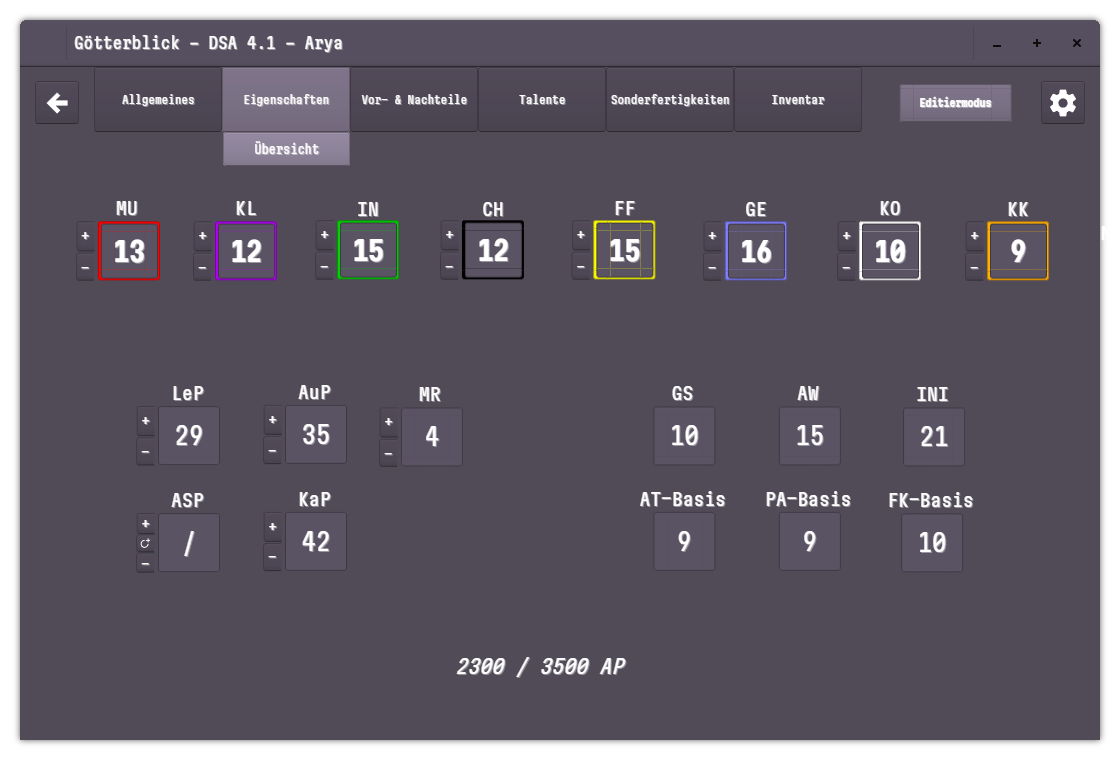 Götterblick - DSA 4.1 - Arya
Allgemeines Eigenschaften Vor- & Nachteile Talente Sonderfertigkeiten Inventar Editiermodus
Übersicht
MU KL IN CH FF GE KO KK
+ 13 + 12 + 15 + 12 + 15 + 16 + 10 + 9
- - - - - - - -
LeP AuP MR GS AW INI
+ 29 + 35 + 4 10 15 21
- - -
ASP KaP AT-Basis PA-Basis FK-Basis
+ / + 42 9 9 10
- -
2300 / 3500 AP